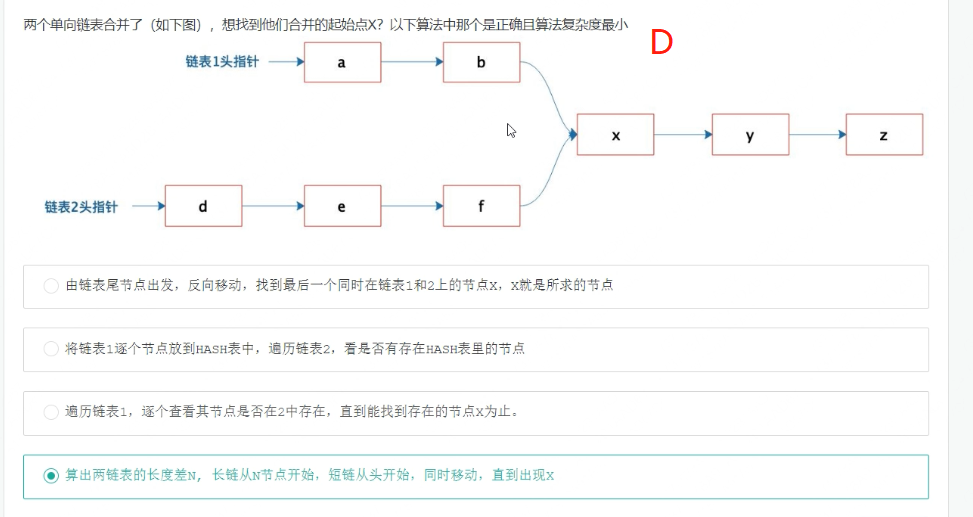 两个单向链表合并了（如下图），想找到他们合并的起始点X？以下算法中那个是正确且算法复杂度最小
D
链表1头指针
a
b
x
y
z
链表2头指针
d
e
f
由链表尾节点出发，反向移动，找到最后一个同时在链表1和2上的节点X，X就是所求的节点
将链表1逐个节点放到HASH表中，遍历链表2，看是否有存在HASH表里的节点
遍历链表1，逐个查看其节点是否在2中存在，直到能找到存在的节点X为止。
算出两链表的长度差N，长链从N节点开始，短链从头开始，同时移动，直到出现X